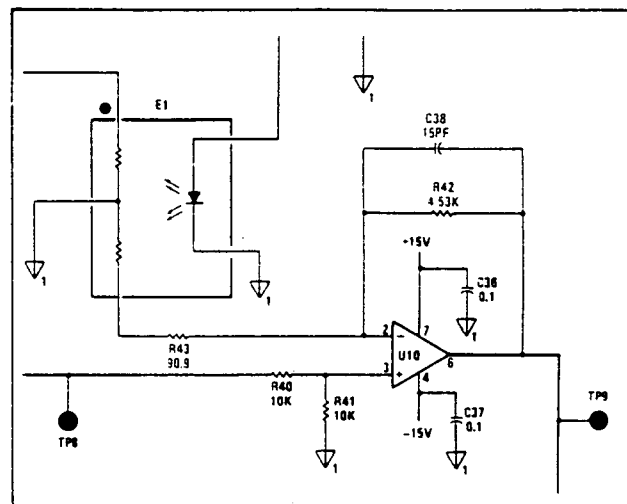 E1
1
C38
15PF
R42
4.53K
+15V
1
1
C36
0.1
1
R43
90.9
2
-
7
U10
6
3
+
4
R40
10K
R41
10K
TP8
-15V
C37
0.1
TP9
1
1